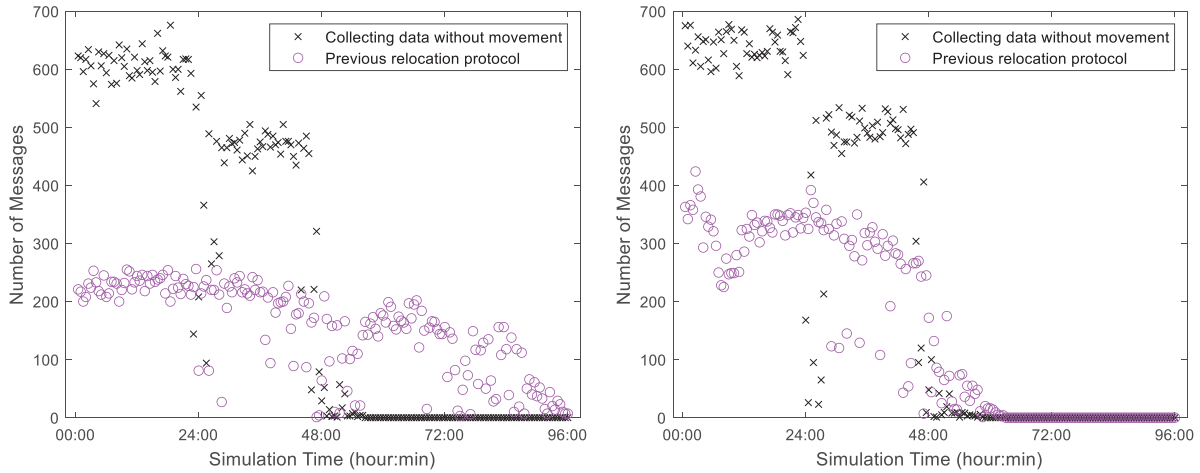 700
600
500
400
300
200
100
0
Number of Messages
Collecting data without movement
Previous relocation protocol
00:00 24:00 48:00 72:00 96:00
Simulation Time (hour:min)
700
600
500
400
300
200
100
0
Number of Messages
Collecting data without movement
Previous relocation protocol
00:00 24:00 48:00 72:00 96:00
Simulation Time (hour:min)